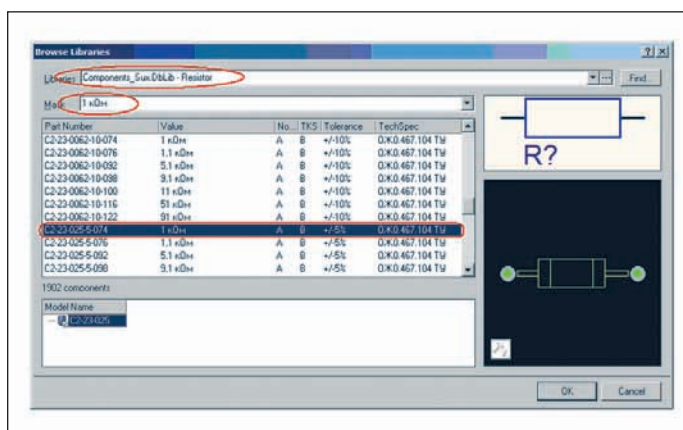 Browse Libraries
Libraries Components_Sus.DbLib - Resistor Find...
Mask 1 кОм
Part Number Value No... TKS Tolerance TechSpec
C2-23-0062-10-074 1 кОм A B +/-10% ОЖ0.467.104 ТУ
C2-23-0062-10-076 1,1 кОм A B +/-10% ОЖ0.467.104 ТУ
C2-23-0062-10-092 5.1 кОм A B +/-10% ОЖ0.467.104 ТУ
C2-23-0062-10-098 9.1 кОм A B +/-10% ОЖ0.467.104 ТУ
C2-23-0062-10-100 11 кОм A B +/-10% ОЖ0.467.104 ТУ
C2-23-0062-10-116 51 кОм A B +/-10% ОЖ0.467.104 ТУ
C2-23-0062-10-122 91 кОм A B +/-10% ОЖ0.467.104 ТУ
C2-23-025-5-074 1 кОм A B +/-5% ОЖ0.467.104 ТУ
C2-23-025-5-076 1,1 кОм A B +/-5% ОЖ0.467.104 ТУ
C2-23-025-5-092 5.1 кОм A B +/-5% ОЖ0.467.104 ТУ
C2-23-025-5-098 9.1 кОм A B +/-5% ОЖ0.467.104 ТУ
R?
1902 components
Model Name
C2-23-025
OK Cancel